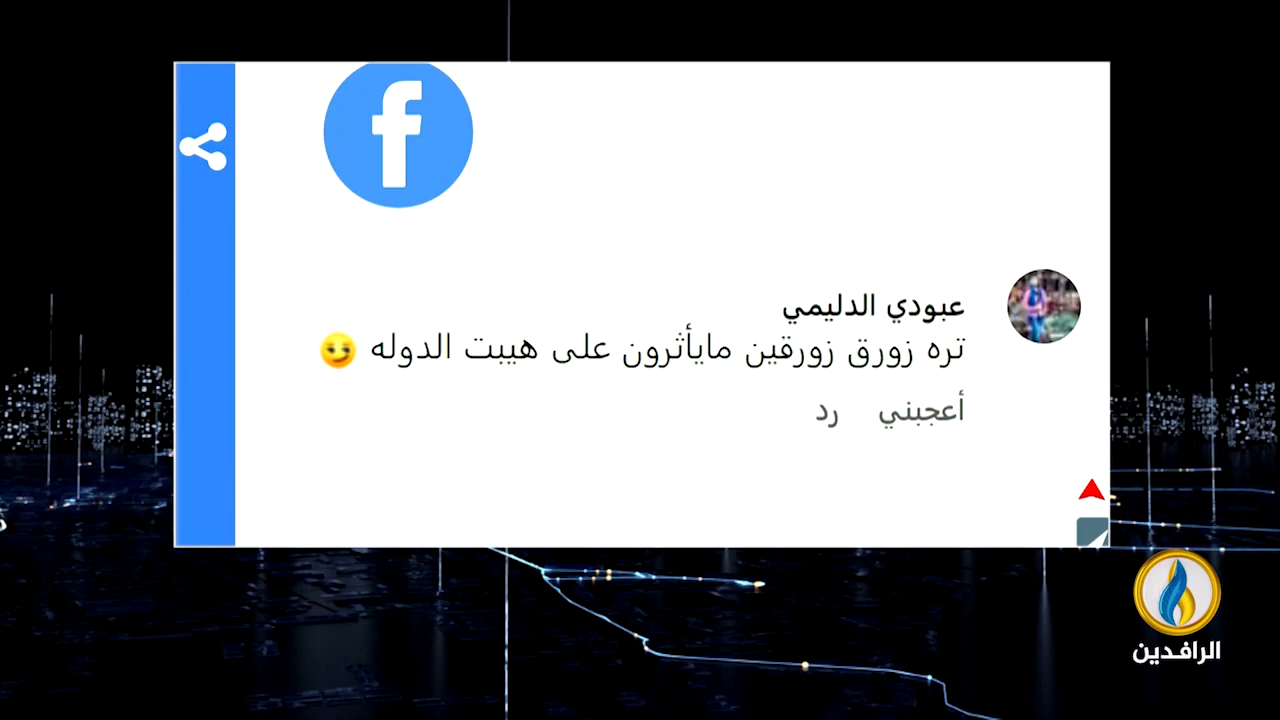 عبودي الدليمي
تره زورق زورقين مايأثرون على هيبت الدوله 😏
أعجبني رد
الرافدين